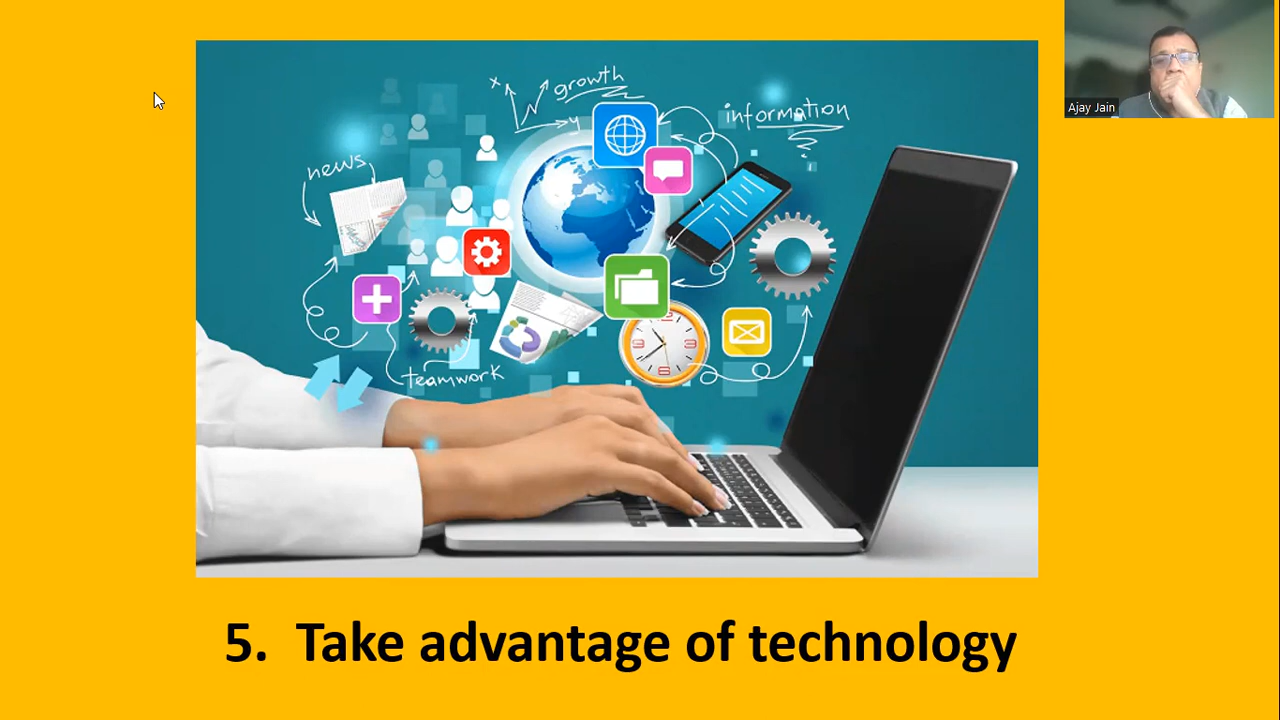 Ajay Jain
growth
x
y
information
news
teamwork
5. Take advantage of technology